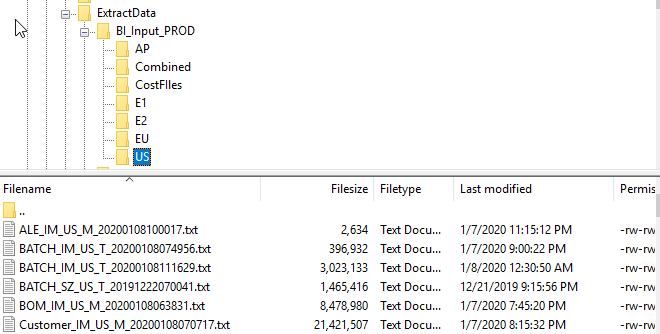 ExtractData
BI_Input_PROD
AP
Combined
CostFIles
E1
E2
EU
US
Filename Filesize Filetype Last modified Permis
..
ALE_IM_US_M_20200108100017.txt 2,634 Text Docu... 1/7/2020 11:15:12 PM -rw-rw
BATCH_IM_US_T_20200108074956.txt 396,932 Text Docu... 1/7/2020 9:00:22 PM -rw-rw
BATCH_IM_US_T_20200108111629.txt 3,023,133 Text Docu... 1/8/2020 12:30:50 AM -rw-rw
BATCH_SZ_US_T_20191222070041.txt 1,465,416 Text Docu... 12/21/2019 9:15:56 PM -rw-rw
BOM_IM_US_M_20200108063831.txt 8,478,980 Text Docu... 1/7/2020 7:45:20 PM -rw-rw
Customer_IM_US_M_20200108070717.txt 21,421,507 Text Docu... 1/7/2020 8:15:32 PM -rw-rw